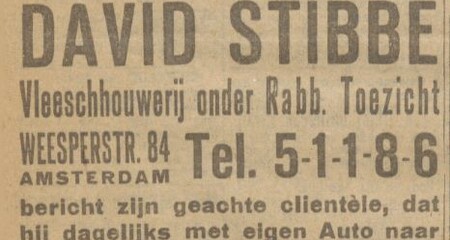 DAVID STIBBE
Vleeschhouwerij onder Rabb. Toezicht
WEESPERSTR. 84
AMSTERDAM
Tel. 5-1-1-8-6
bericht zijn geachte clientèle, dat
hij dagelijks met eigen Auto naar